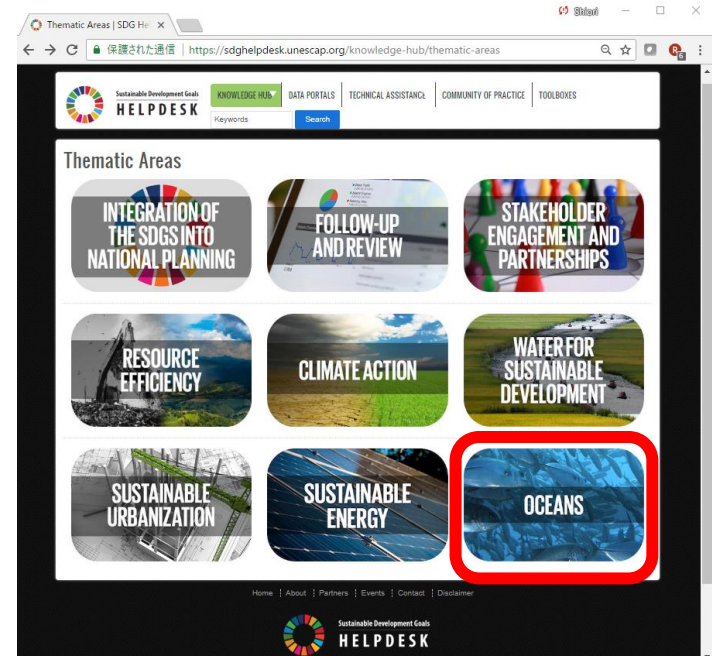 Shiori
Thematic Areas | SDG He
保護された通信 | https://sdghelpdesk.unescap.org/knowledge-hub/thematic-areas
Sustainable Development Goals
HELPDESK
KNOWLEDGE HUB
DATA PORTALS
TECHNICAL ASSISTANCE
COMMUNITY OF PRACTICE
TOOLBOXES
Keywords
Search
Thematic Areas
INTEGRATION OF
THE SDGS INTO
NATIONAL PLANNING
FOLLOW-UP
AND REVIEW
STAKEHOLDER
ENGAGEMENT AND
PARTNERSHIPS
RESOURCE
EFFICIENCY
CLIMATE ACTION
WATER FOR
SUSTAINABLE
DEVELOPMENT
SUSTAINABLE
URBANIZATION
SUSTAINABLE
ENERGY
OCEANS
Home | About | Partners | Events | Contact | Disclaimer
Sustainable Development Goals
HELPDESK